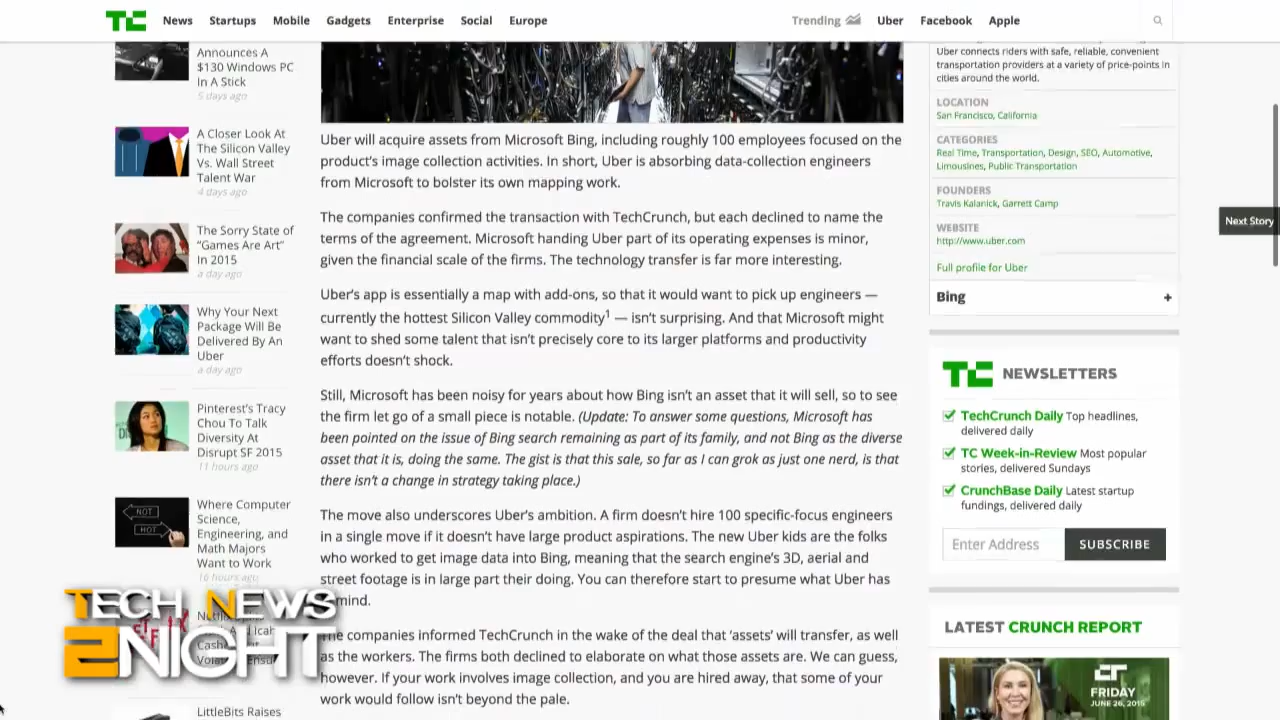 TC News Startups Mobile Gadgets Enterprise Social Europe Trending Uber Facebook Apple
Announces A
$130 Windows PC
In A Stick
5 days ago
A Closer Look At
The Silicon Valley
Vs. Wall Street
Talent War
4 days ago
The Sorry State of
“Games Are Art”
In 2015
a day ago
Why Your Next
Package Will Be
Delivered By An
Uber
a day ago
Pinterest’s Tracy
Chou To Talk
Diversity At
Disrupt SF 2015
11 hours ago
NOT
HOT
Where Computer
Science,
Engineering, and
Math Majors
Want to Work
16 hours ago
LittleBits Raises
TECH NEWS
2NIGHT
Uber will acquire assets from Microsoft Bing, including roughly 100 employees focused on the
product’s image collection activities. In short, Uber is absorbing data-collection engineers
from Microsoft to bolster its own mapping work.
The companies confirmed the transaction with TechCrunch, but each declined to name the
terms of the agreement. Microsoft handing Uber part of its operating expenses is minor,
given the financial scale of the firms. The technology transfer is far more interesting.
Uber’s app is essentially a map with add-ons, so that it would want to pick up engineers —
currently the hottest Silicon Valley commodity¹ — isn’t surprising. And that Microsoft might
want to shed some talent that isn’t precisely core to its larger platforms and productivity
efforts doesn’t shock.
Still, Microsoft has been noisy for years about how Bing isn’t an asset that it will sell, so to see
the firm let go of a small piece is notable. (Update: To answer some questions, Microsoft has
been pointed on the issue of Bing search remaining as part of its family, and not Bing as the diverse
asset that it is, doing the same. The gist is that this sale, so far as I can grok as just one nerd, is that
there isn’t a change in strategy taking place.)
The move also underscores Uber’s ambition. A firm doesn’t hire 100 specific-focus engineers
in a single move if it doesn’t have large product aspirations. The new Uber kids are the folks
who worked to get image data into Bing, meaning that the search engine’s 3D, aerial and
street footage is in large part their doing. You can therefore start to presume what Uber has
mind.
The companies informed TechCrunch in the wake of the deal that ‘assets’ will transfer, as well
as the workers. The firms both declined to elaborate on what those assets are. We can guess,
however. If your work involves image collection, and you are hired away, that some of your
work would follow isn’t beyond the pale.
Uber connects riders with safe, reliable, convenient
transportation providers at a variety of price-points in
cities around the world.
LOCATION
San Francisco, California
CATEGORIES
Real Time, Transportation, Design, SEO, Automotive,
Limousines, Public Transportation
FOUNDERS
Travis Kalanick, Garrett Camp
WEBSITE
http://www.uber.com
Full profile for Uber
Bing +
Next Story
TC NEWSLETTERS
TechCrunch Daily Top headlines,
delivered daily
TC Week-in-Review Most popular
stories, delivered Sundays
CrunchBase Daily Latest startup
fundings, delivered daily
Enter Address SUBSCRIBE
LATEST CRUNCH REPORT
CR
FRIDAY
JUNE 26, 2015